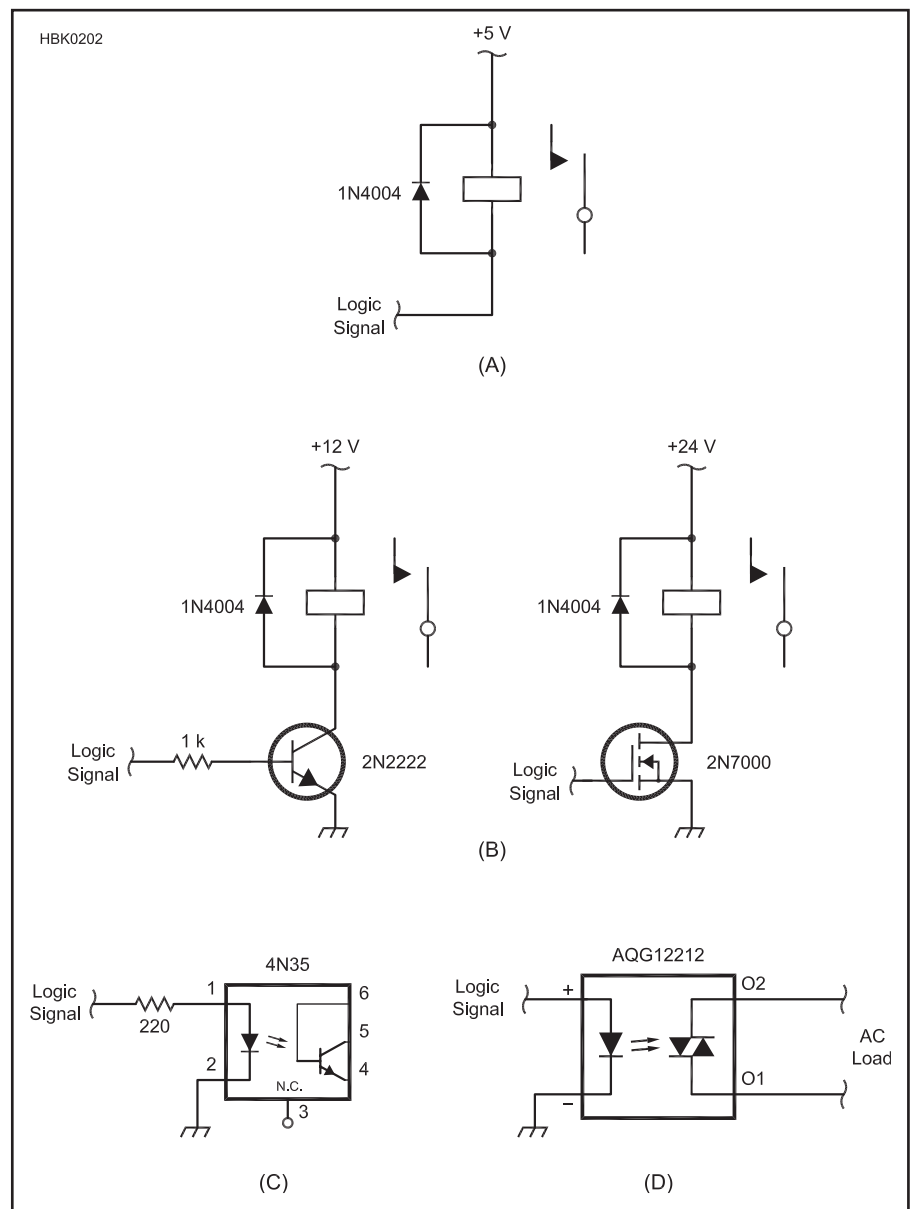 HBK0202
+5 V
1N4004
Logic
Signal
(A)
+12 V
1N4004
Logic
Signal
1 k
2N2222
+24 V
1N4004
Logic
Signal
2N7000
(B)
4N35
Logic
Signal
220
1
2
6
5
4
N.C.
3
(C)
AQG12212
Logic
Signal
+
–
O2
O1
AC
Load
(D)